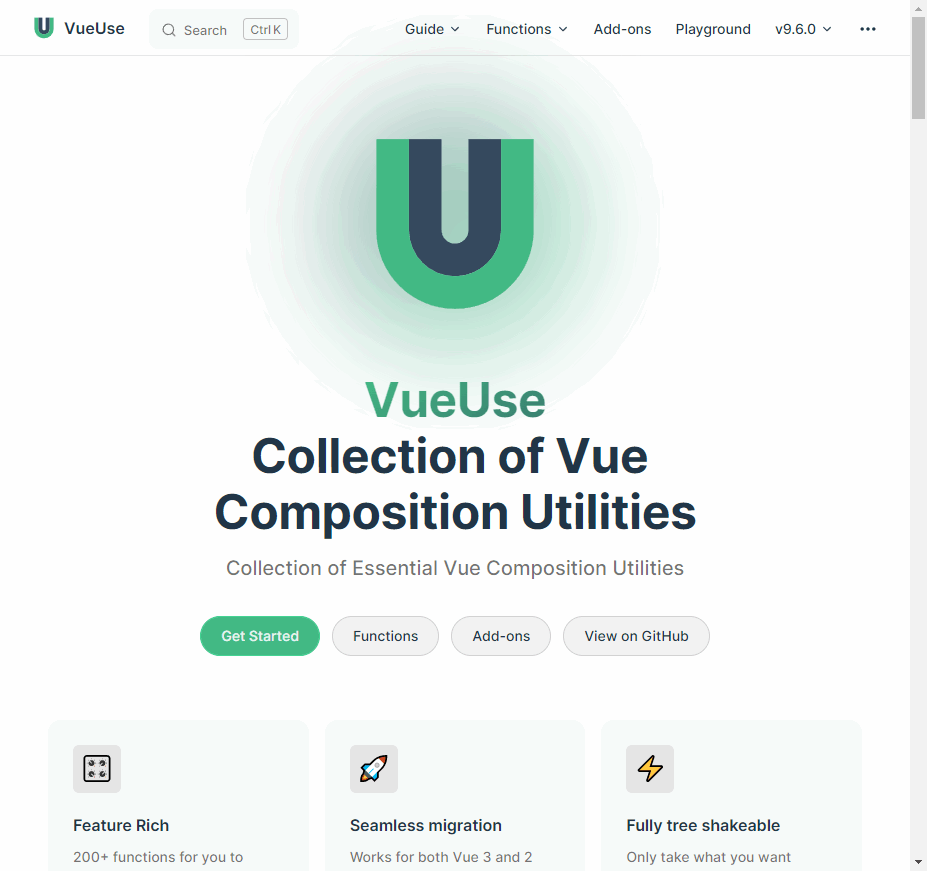 VueUse Search Ctrl K Guide Functions Add-ons Playground v9.6.0
VueUse
Collection of Vue
Composition Utilities
Collection of Essential Vue Composition Utilities
Get Started Functions Add-ons View on GitHub
Feature Rich Seamless migration Fully tree shakeable
200+ functions for you to Works for both Vue 3 and 2 Only take what you want